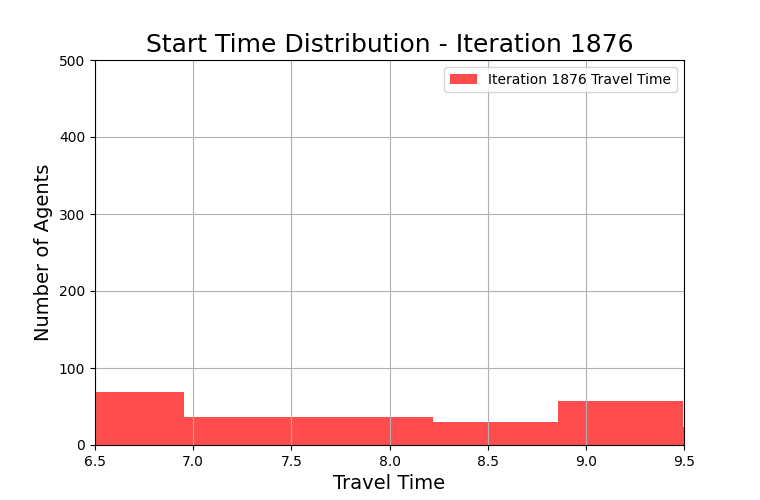 Start Time Distribution - Iteration 1876
Iteration 1876 Travel Time
Number of Agents
500
400
300
200
100
0
6.5 7.0 7.5 8.0 8.5 9.0 9.5
Travel Time